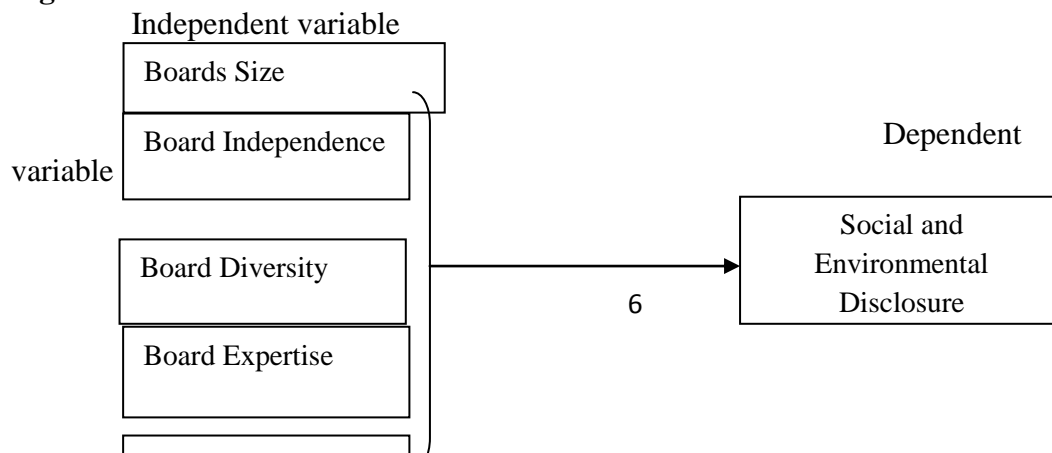 Independent variable
Boards Size
Board Independence
Dependent
variable
Social and
Environmental
Disclosure
Board Diversity
6
Board Expertise